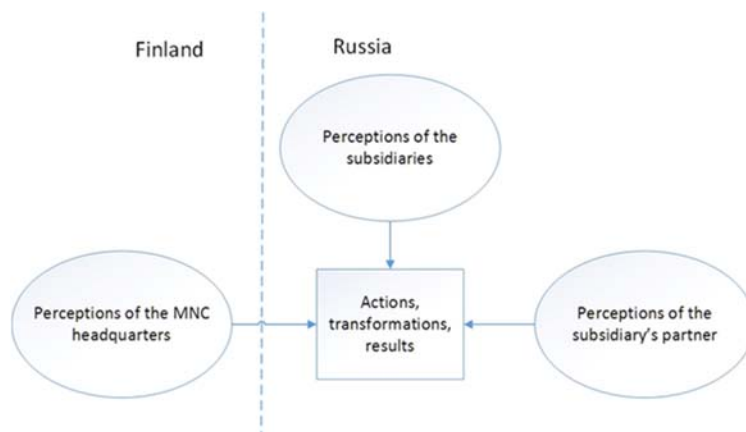 Finland
Russia
Perceptions of the
subsidiaries
Perceptions of the MNC
headquarters
Actions,
transformations,
results
Perceptions of the
subsidiary's partner